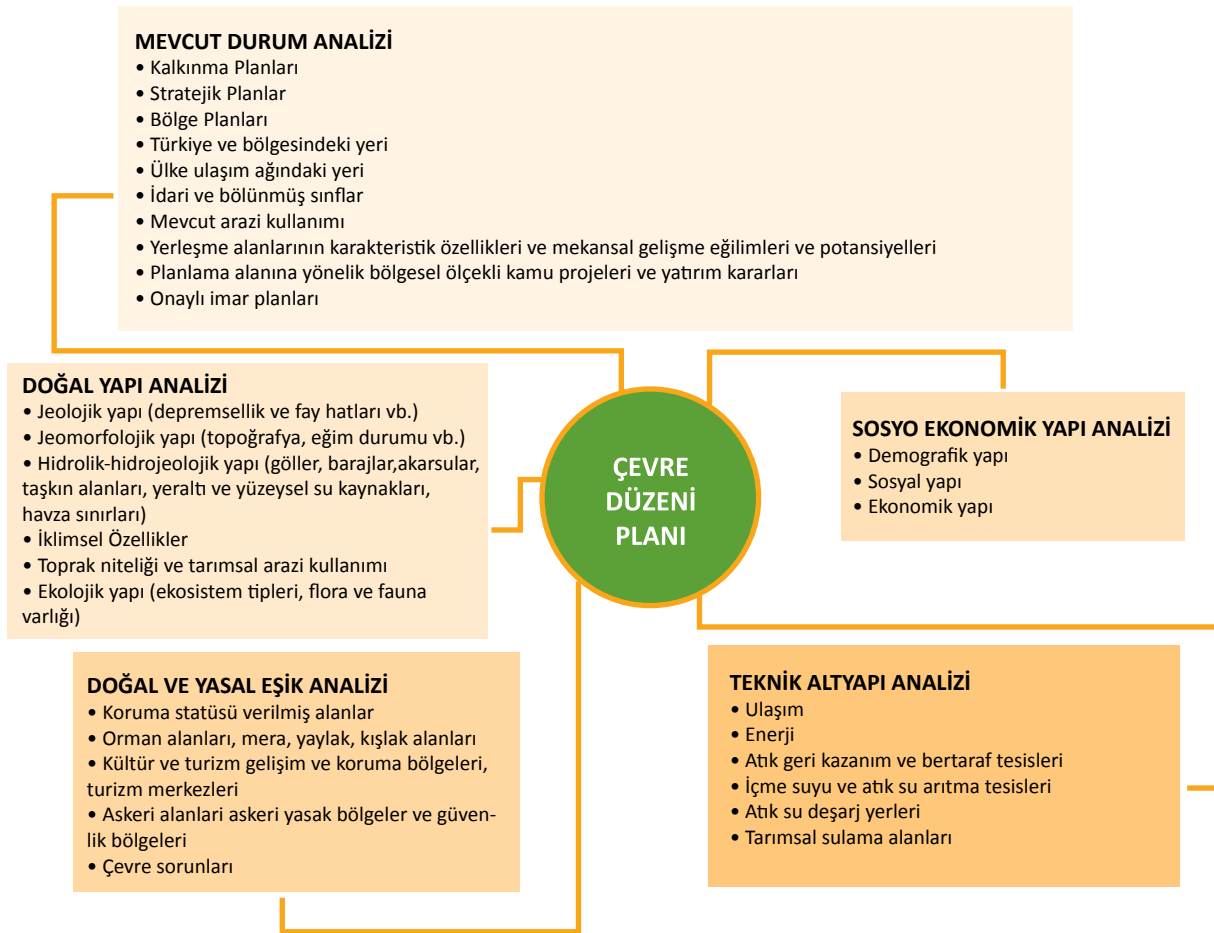 MEVCUT DURUM ANALİZİ
• Kalkınma Planları
• Stratejik Planlar
• Bölge Planları
• Türkiye ve bölgesindeki yeri
• Ülke ulaşım ağındaki yeri
• İdari ve bölünmüş sınflar
• Mevcut arazi kullanımı
• Yerleşme alanlarının karakteristik özellikleri ve mekansal gelişme eğilimleri ve potansiyelleri
• Planlama alanına yönelik bölgesel ölçekli kamu projeleri ve yatırım kararları
• Onaylı imar planları
DOĞAL YAPI ANALİZİ
• Jeolojik yapı (depremsellik ve fay hatları vb.)
• Jeomorfolojik yapı (topoğrafya, eğim durumu vb.)
• Hidrolik-hidrojeolojik yapı (göller, barajlar,akarsular,
taşkın alanları, yeraltı ve yüzeysel su kaynakları,
havza sınırları)
• İklimsel Özellikler
• Toprak niteliği ve tarımsal arazi kullanımı
• Ekolojik yapı (ekosistem tipleri, flora ve fauna
varlığı)
ÇEVRE
DÜZENİ
PLANI
SOSYO EKONOMİK YAPI ANALİZİ
• Demografik yapı
• Sosyal yapı
• Ekonomik yapı
DOĞAL VE YASAL EŞİK ANALİZİ
• Koruma statüsü verilmiş alanlar
• Orman alanları, mera, yaylak, kışlak alanları
• Kültür ve turizm gelişim ve koruma bölgeleri,
turizm merkezleri
• Askeri alanlari askeri yasak bölgeler ve güven-
lik bölgeleri
• Çevre sorunları
TEKNİK ALTYAPI ANALİZİ
• Ulaşım
• Enerji
• Atık geri kazanım ve bertaraf tesisleri
• İçme suyu ve atık su arıtma tesisleri
• Atık su deşarj yerleri
• Tarımsal sulama alanları